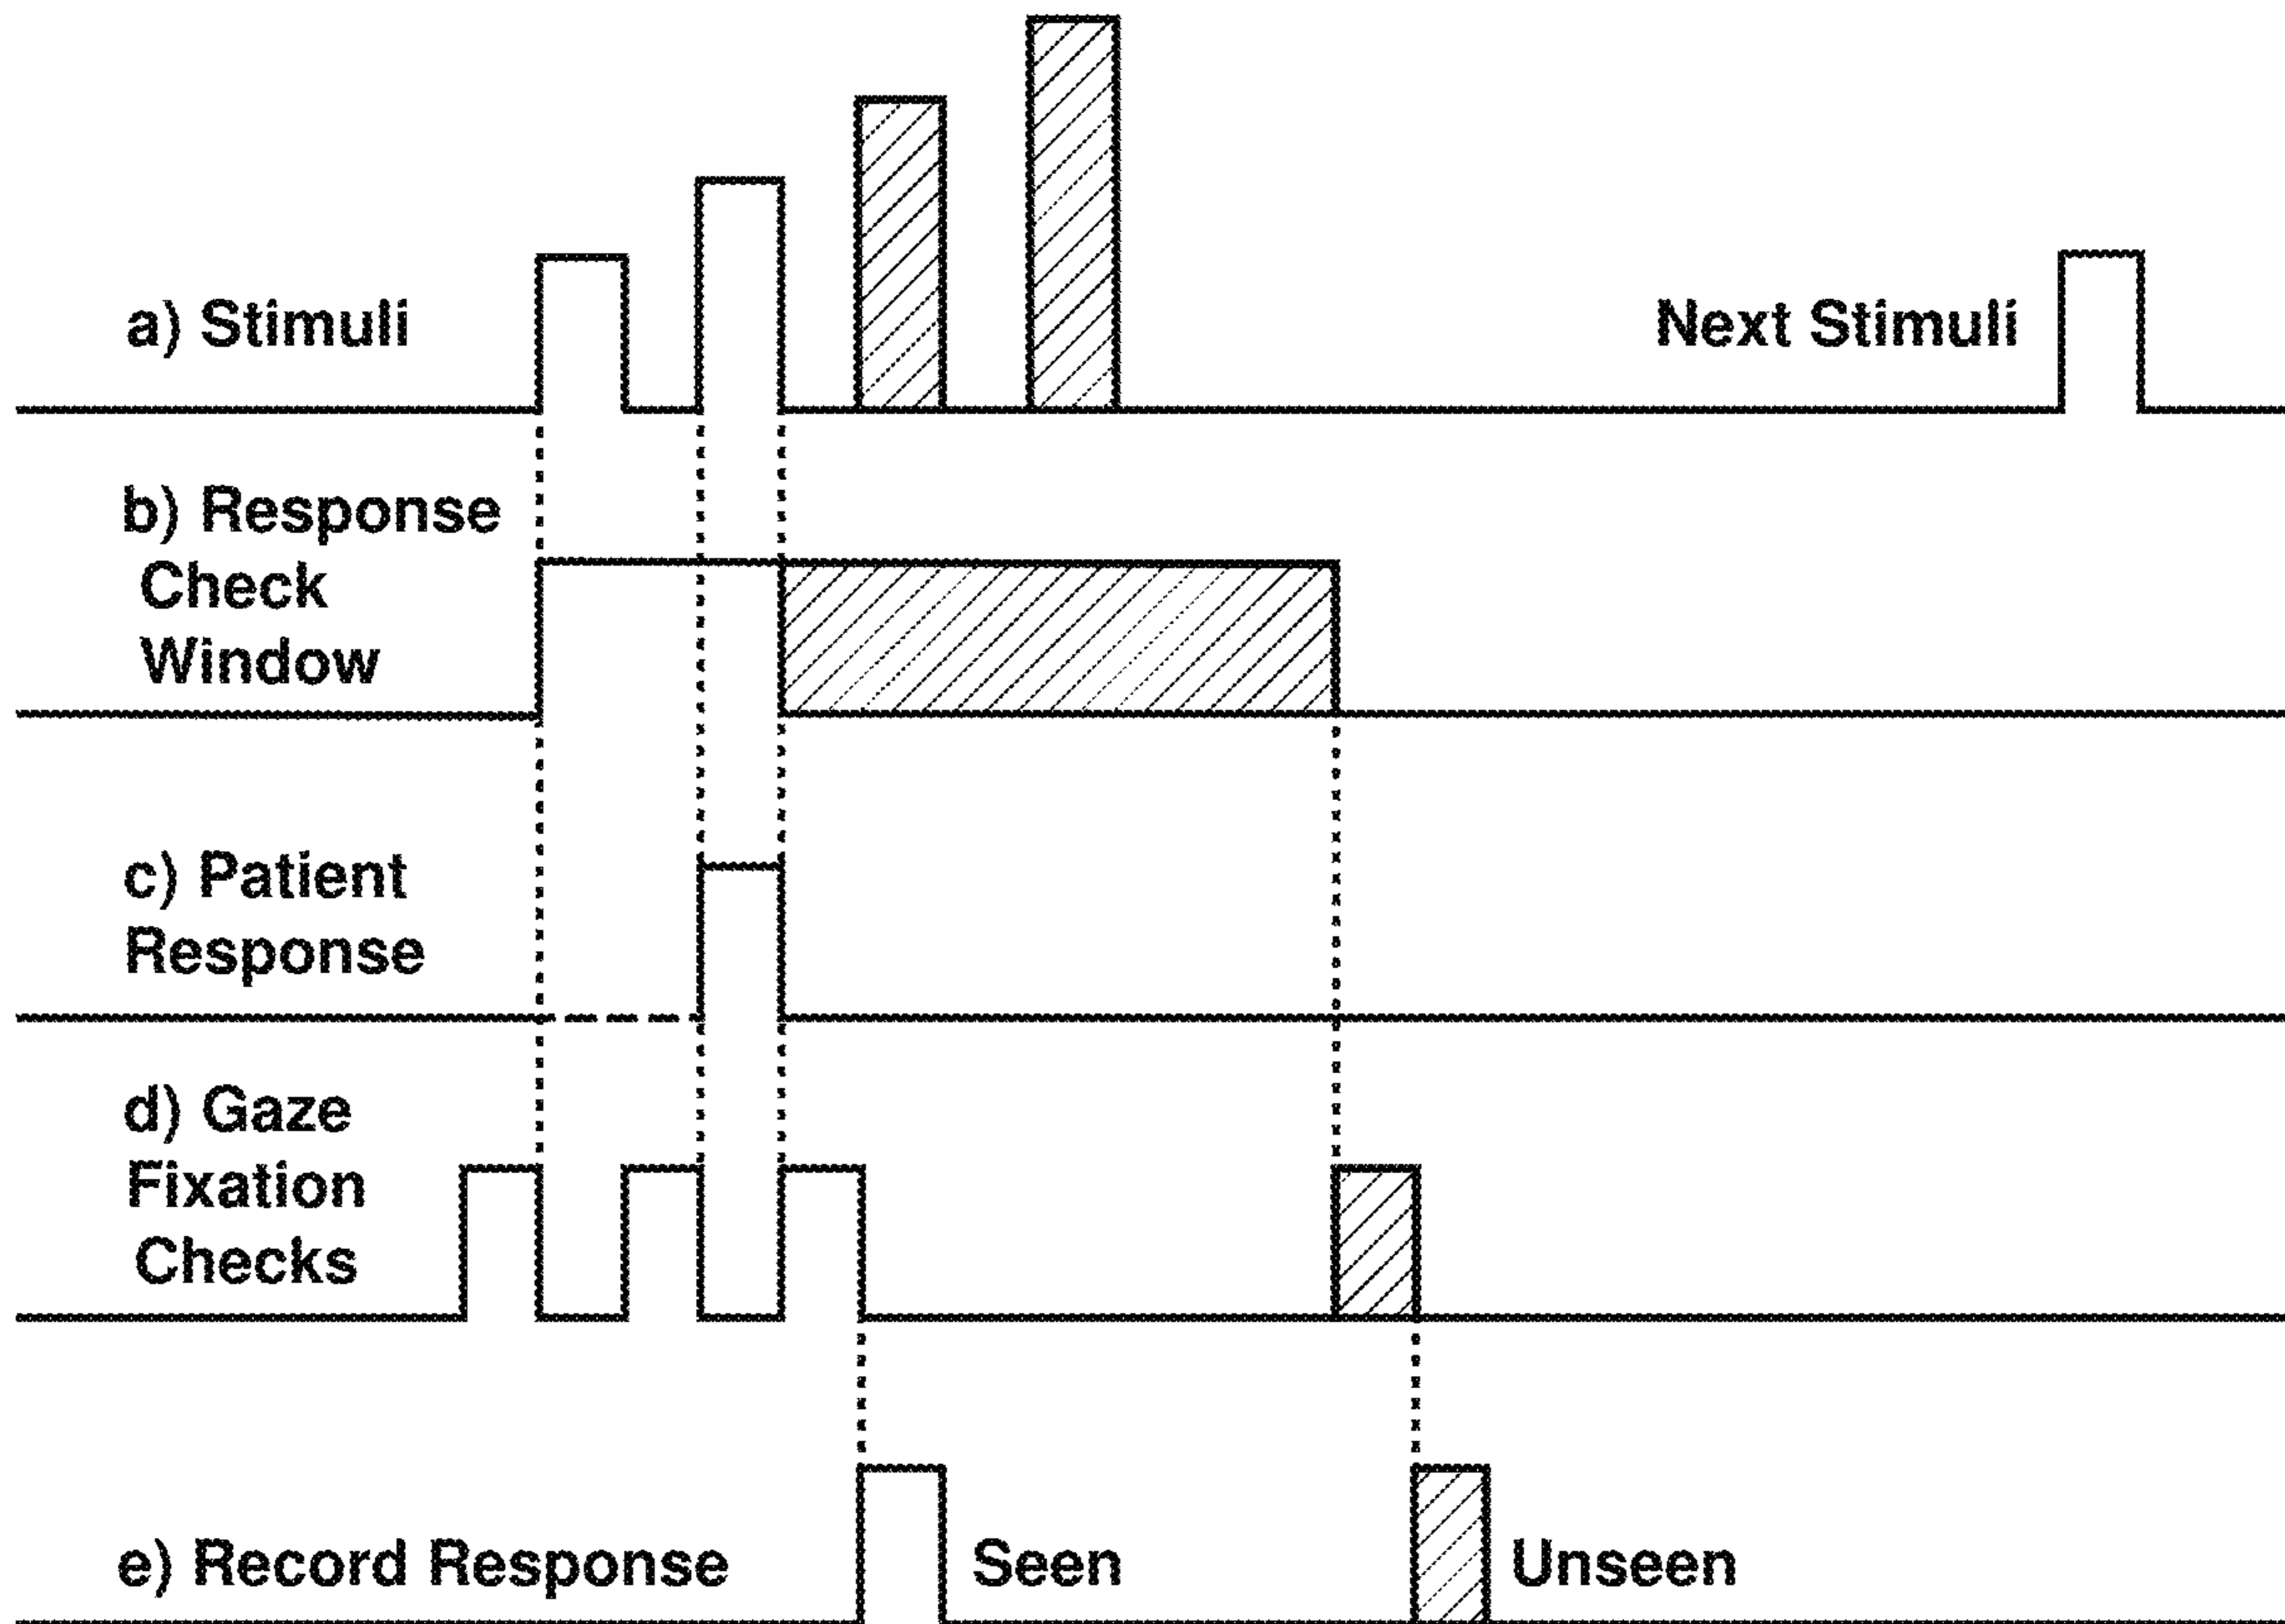 a) Stimuli
Next Stimuli
b) Response
Check
Window
c) Patient
Response
d) Gaze
Fixation
Checks
e) Record Response
Seen
Unseen